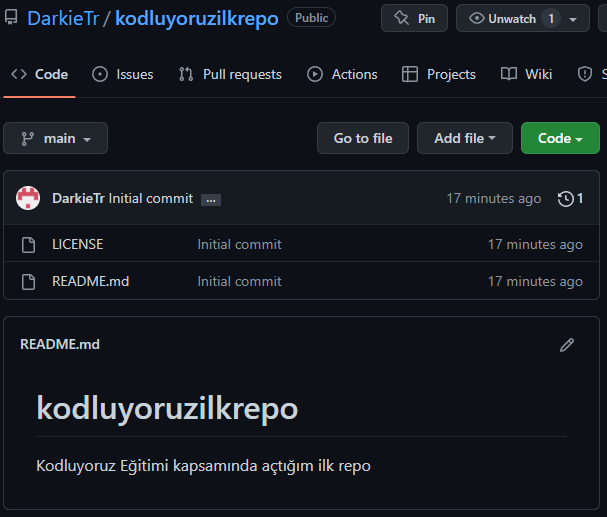 DarkieTr / kodluyoruzilkrepo Public Pin Unwatch 1
Code Issues Pull requests Actions Projects Wiki
main Go to file Add file Code
DarkieTr Initial commit ... 17 minutes ago 1
LICENSE Initial commit 17 minutes ago
README.md Initial commit 17 minutes ago
README.md
kodluyoruzilkrepo
Kodluyoruz Eğitimi kapsamında açtığım ilk repo